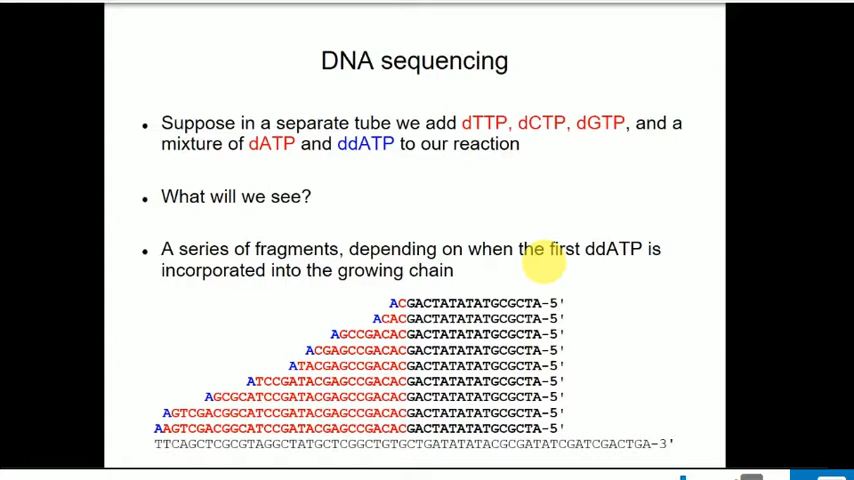 DNA sequencing
• Suppose in a separate tube we add dTTP, dCTP, dGTP, and a
mixture of dATP and ddATP to our reaction
• What will we see?
• A series of fragments, depending on when the first ddATP is
incorporated into the growing chain
ACGACTATATATGCGCTA-5'
ACACGACTATATATGCGCTA-5'
AGCCGACACGACTATATATGCGCTA-5'
ACGAGCCGACACGACTATATATGCGCTA-5'
ATACGAGCCGACACGACTATATATGCGCTA-5'
ATCCGATACGAGCCGACACGACTATATATGCGCTA-5'
AGCGCATCCGATACGAGCCGACACGACTATATATGCGCTA-5'
AGTCGACGGCATCCGATACGAGCCGACACGACTATATATGCGCTA-5'
AAGTCGACGGCATCCGATACGAGCCGACACGACTATATATGCGCTA-5'
TTCAGCTCGCGTAGGCTATGCTCGGCTGTGCTGATATATACGCGATATCGATCGACTGA-3'